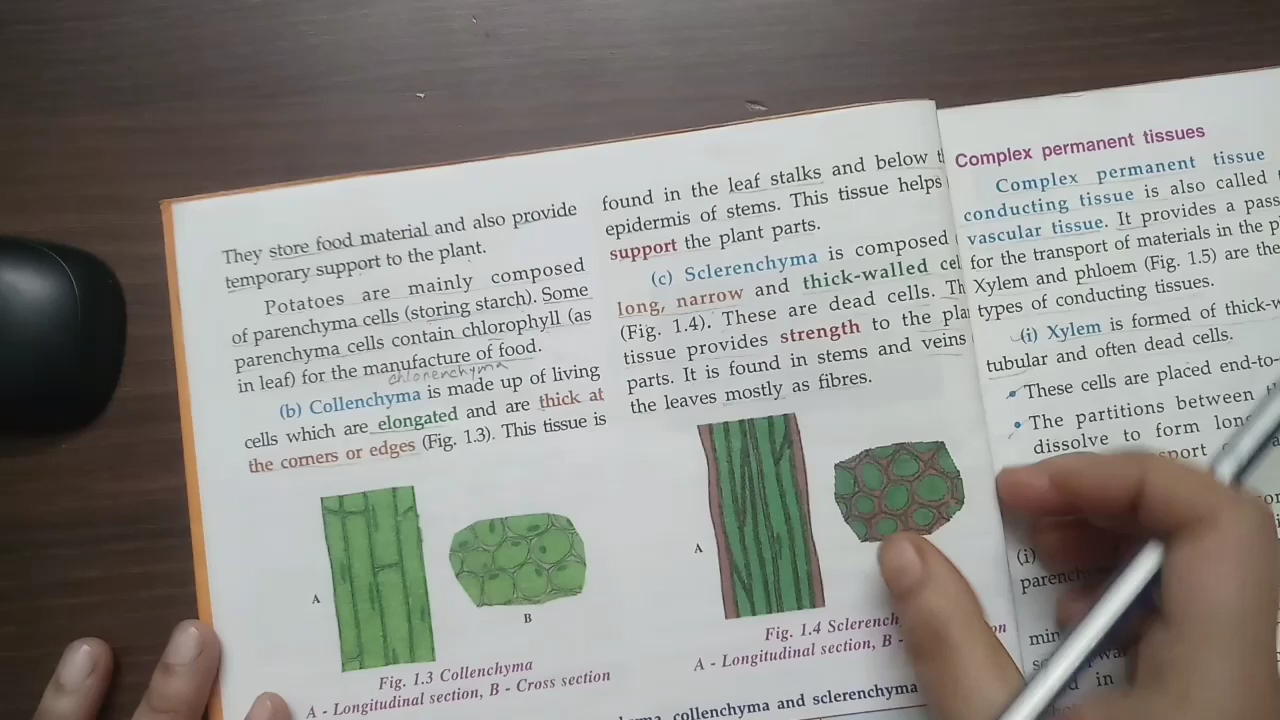 They store food material and also provide
temporary support to the plant.
Potatoes are mainly composed
of parenchyma cells (storing starch). Some
parenchyma cells contain chlorophyll (as
in leaf) for the manufacture of food.
chlorenchyma
(b) Collenchyma is made up of living
cells which are elongated and are thick at
the corners or edges (Fig. 1.3). This tissue is
A
B
Fig. 1.3 Collenchyma
A - Longitudinal section, B - Cross section
found in the leaf stalks and below
epidermis of stems. This tissue helps
support the plant parts.
(c) Sclerenchyma is composed
long, narrow and thick-walled
(Fig. 1.4). These are dead cells.
tissue provides strength to the
parts. It is found in stems and veins
the leaves mostly as fibres.
A
Fig. 1.4
A - Longitudinal section, B -
collenchyma and sclerenchyma
Complex permanent tissues
Complex permanent tissue
conducting tissue is also called
vascular tissue. It provides a
for the transport of materials in the
Xylem and phloem (Fig. 1.5) are the
types of conducting tissues.
(i) Xylem is formed of
tubular and often dead cells.
• These cells are placed
• The partitions between
dissolve to form
(i)
in